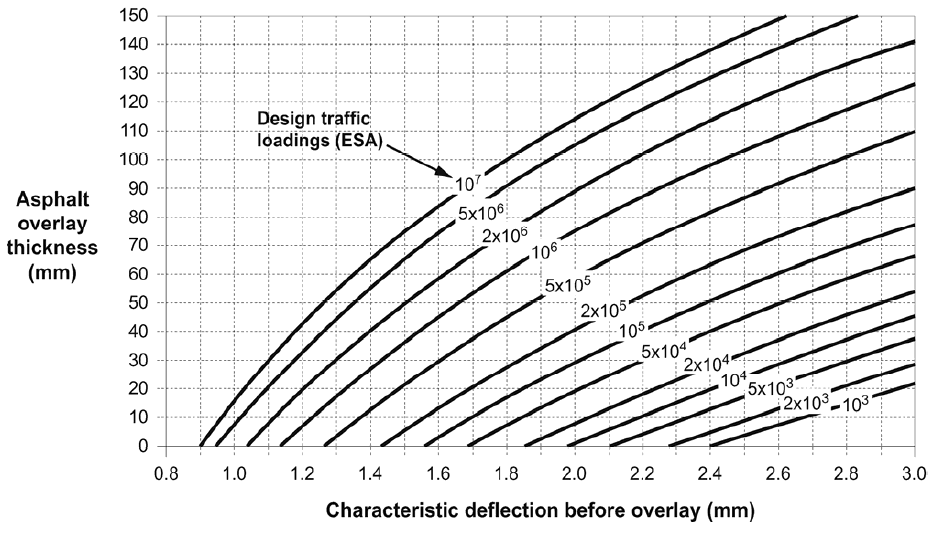 150
140
130
120
110
100
90
80
70
60
50
40
30
20
10
0
Asphalt
overlay
thickness
(mm)
Design traffic
loadings (ESA)
10⁷
5x10⁶
2x10⁶
10⁶
5x10⁵
2x10⁵
10⁵
5x10⁴
2x10⁴
10⁴
5x10³
2x10³
10³
0.8 1.0 1.2 1.4 1.6 1.8 2.0 2.2 2.4 2.6 2.8 3.0
Characteristic deflection before overlay (mm)